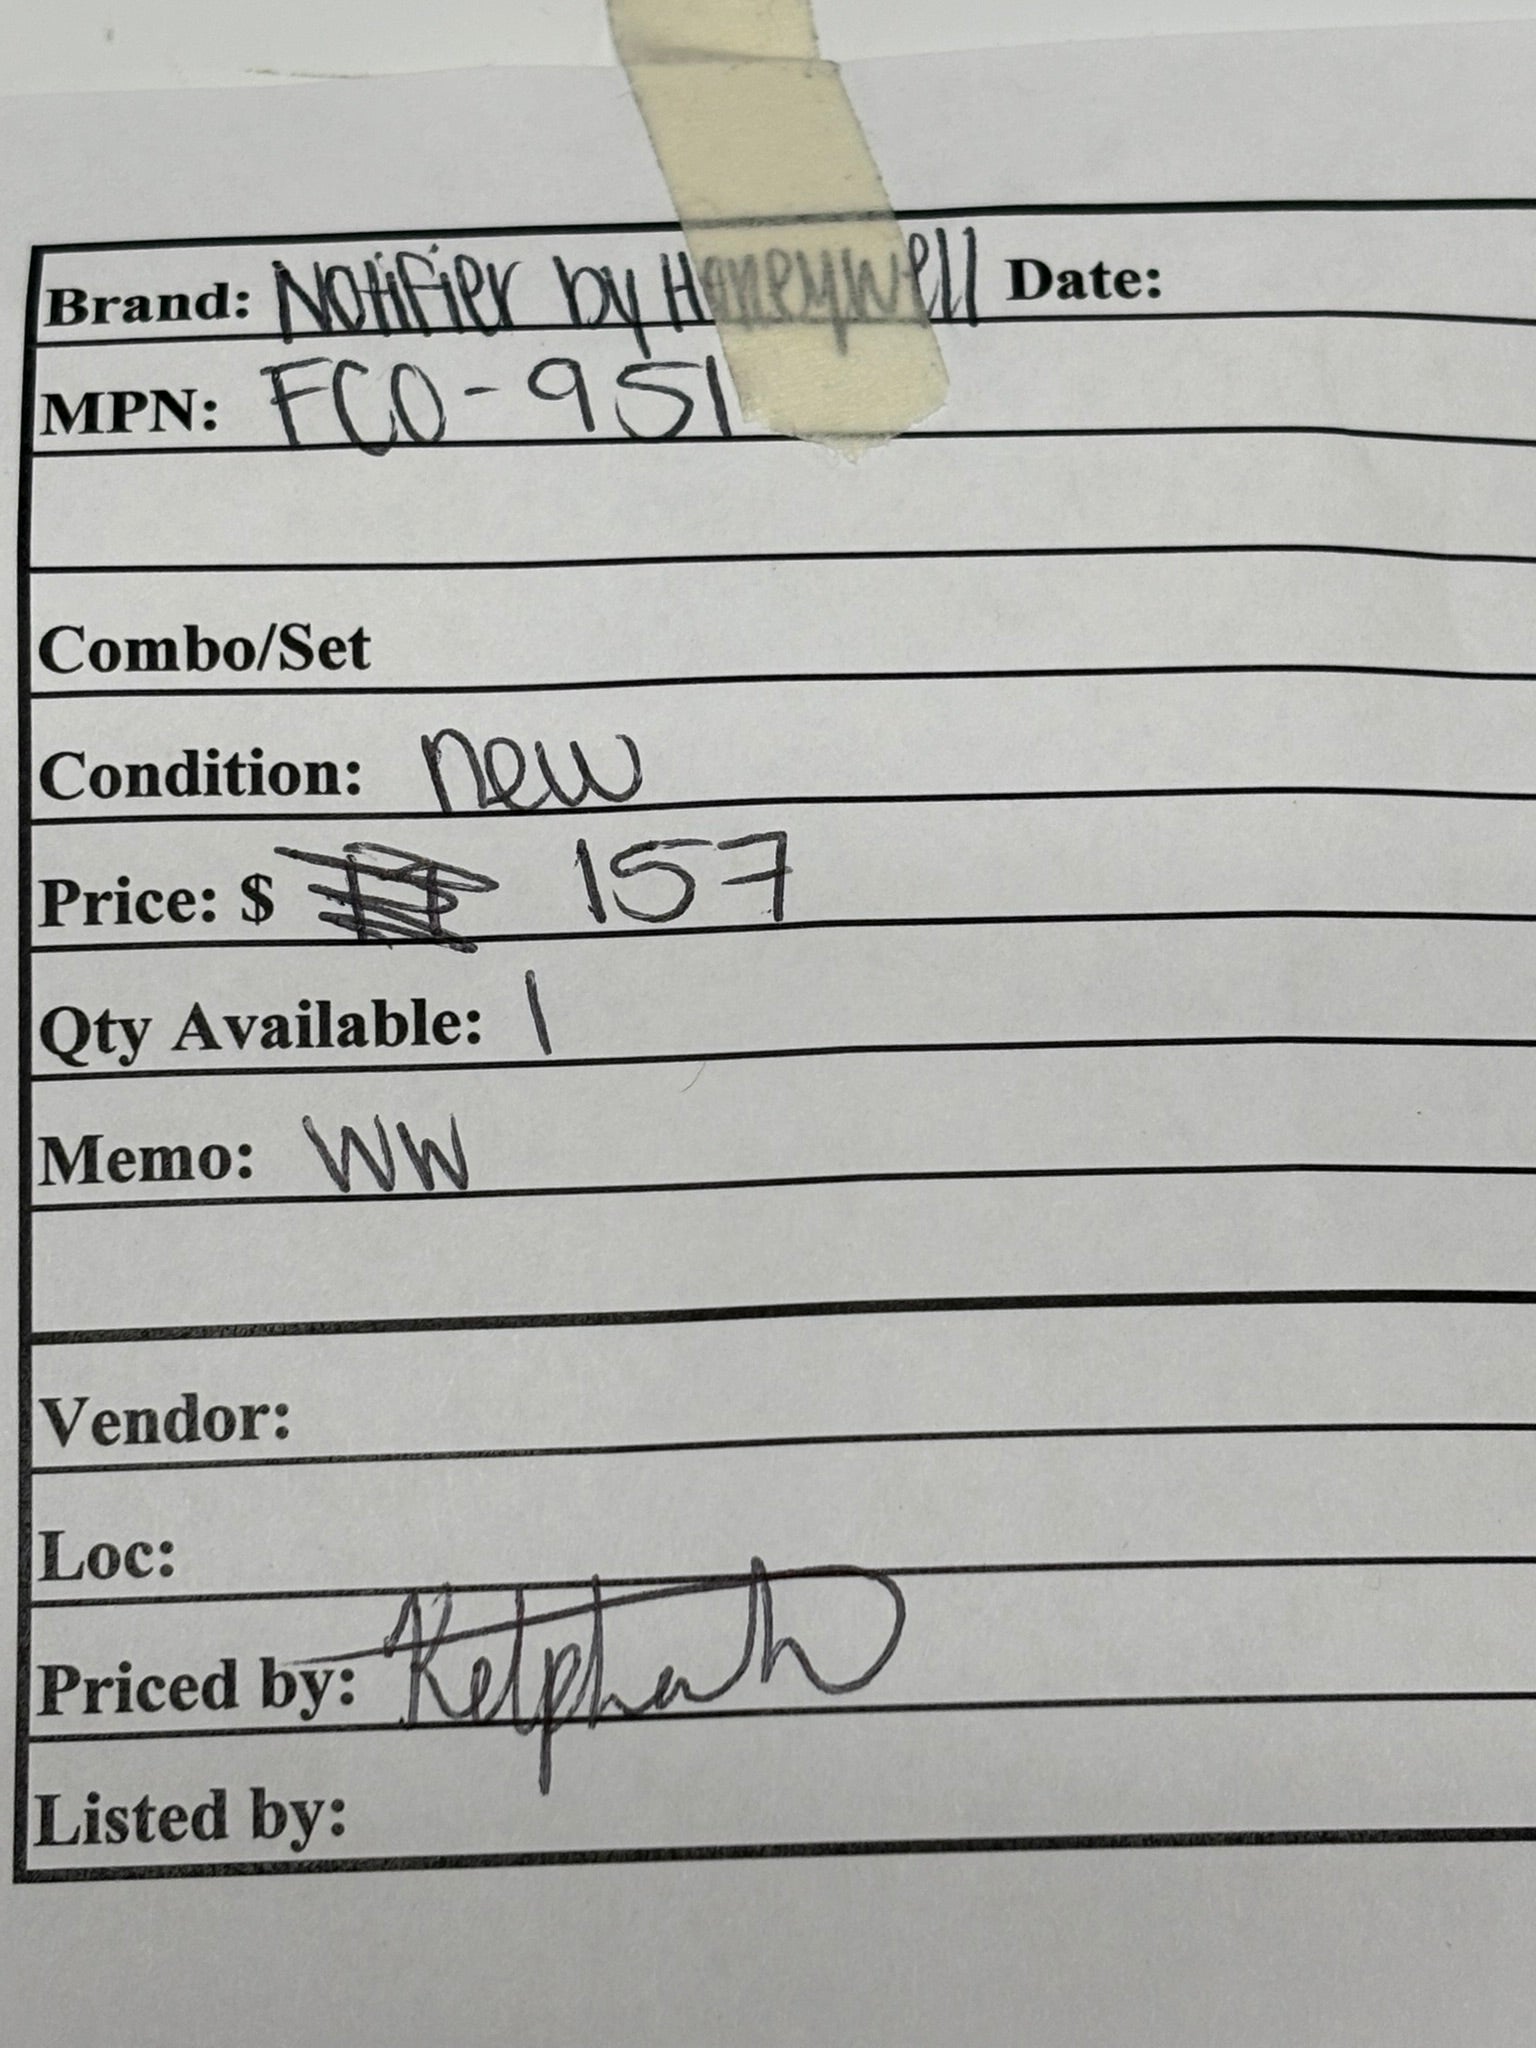 Brand: Notifier by Honeywell Date:
MPN: FCO-951
Combo/Set
Condition: new
Price: $ 157
Qty Available: 1
Memo: WW
Vendor:
Loc:
Priced by:
Listed by: